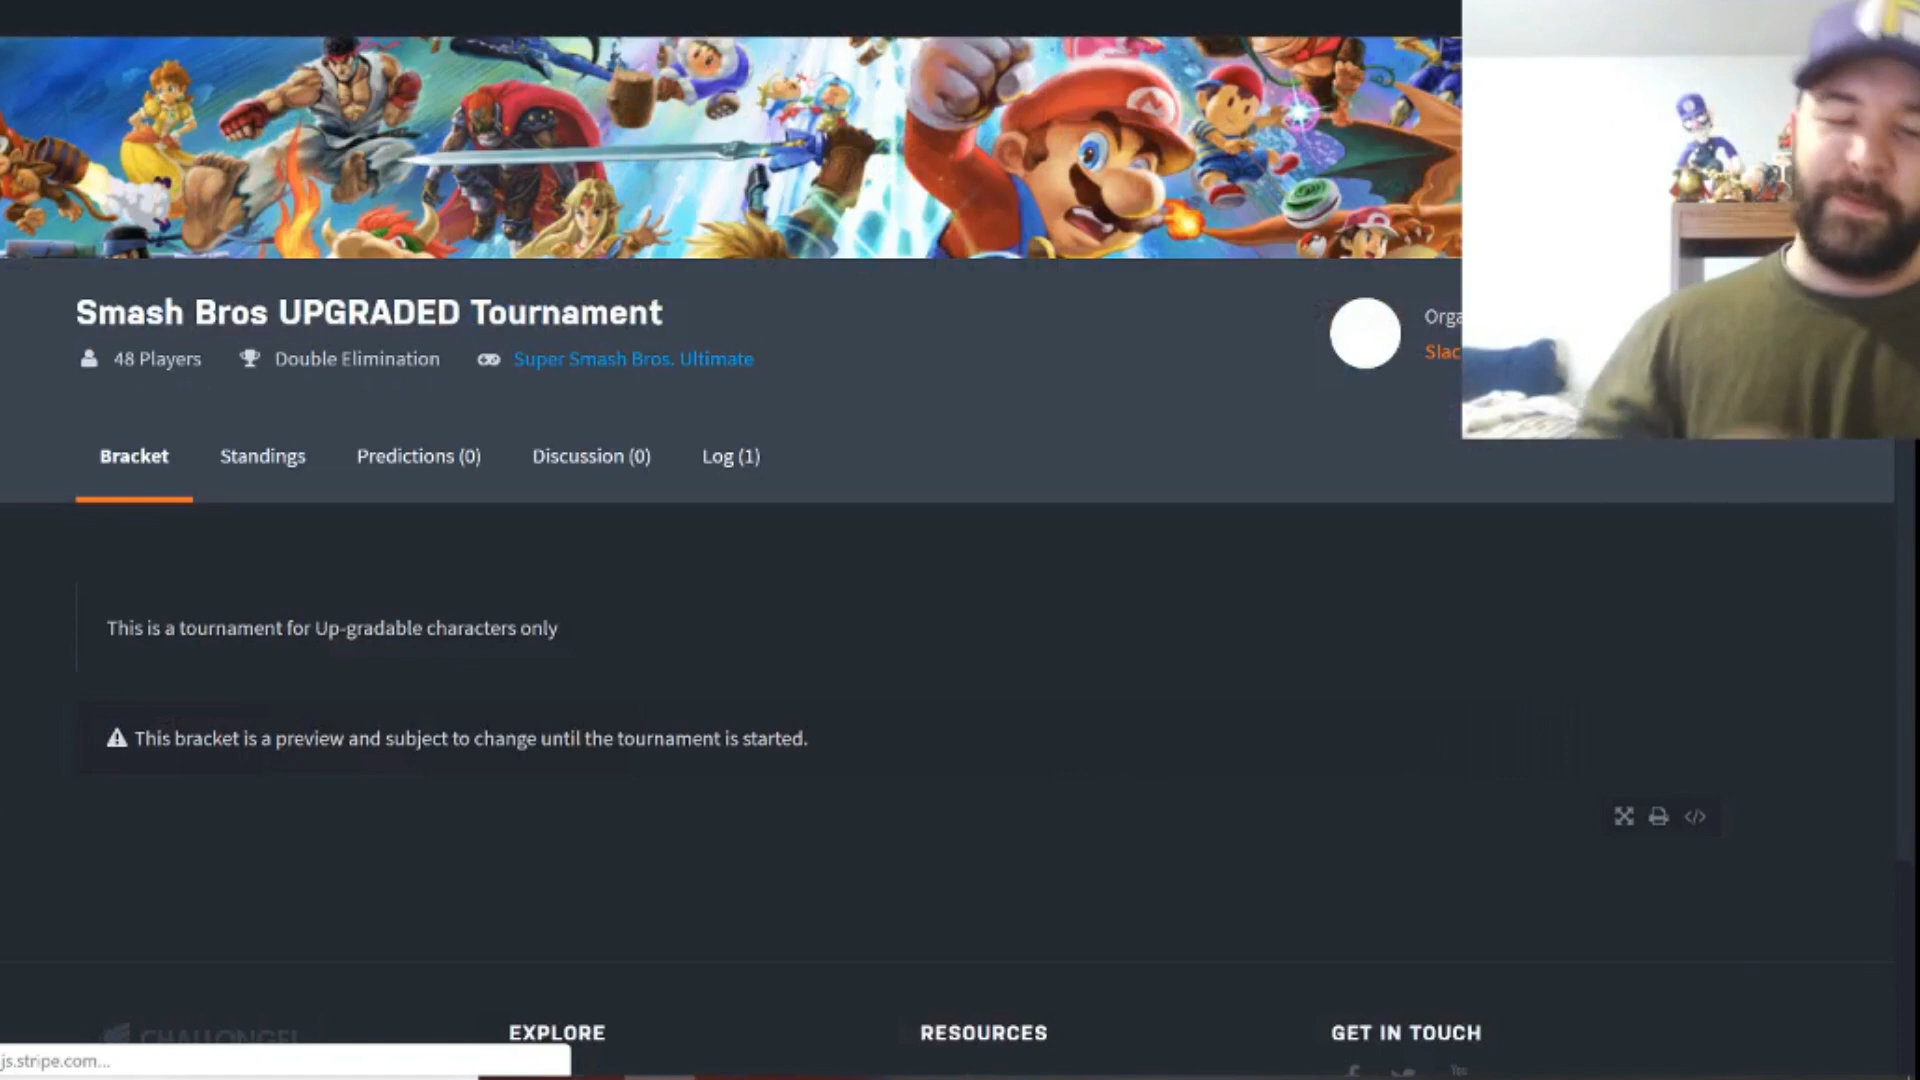 Smash Bros UPGRADED Tournament
48 Players Double Elimination Super Smash Bros. Ultimate
Orga
Slac
Bracket Standings Predictions (0) Discussion (0) Log (1)
This is a tournament for Up-gradable characters only
This bracket is a preview and subject to change until the tournament is started.
EXPLORE RESOURCES GET IN TOUCH
js.stripe.com...